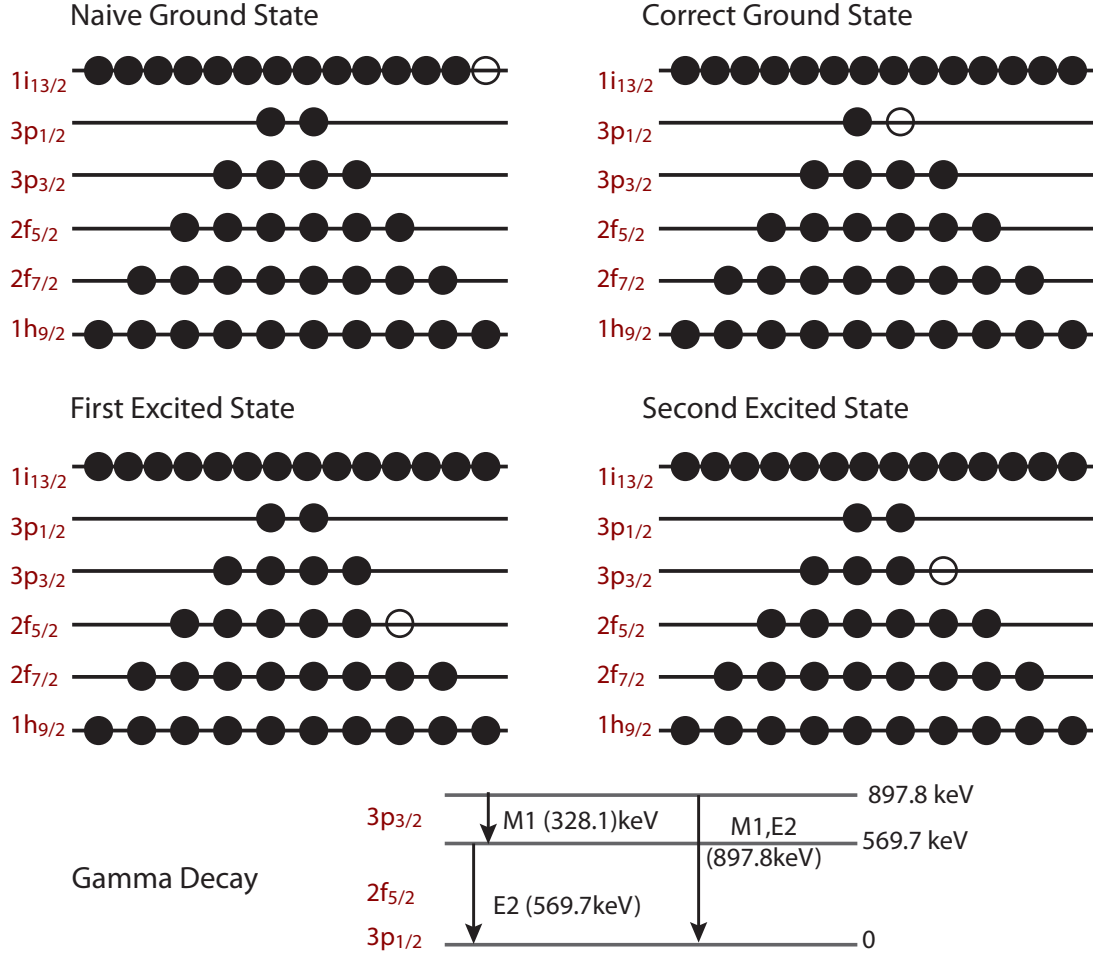 Naive Ground State
1i13/2
3p1/2
3p3/2
2f5/2
2f7/2
1h9/2
Correct Ground State
1i13/2
3p1/2
3p3/2
2f5/2
2f7/2
1h9/2
First Excited State
1i13/2
3p1/2
3p3/2
2f5/2
2f7/2
1h9/2
Second Excited State
1i13/2
3p1/2
3p3/2
2f5/2
2f7/2
1h9/2
Gamma Decay
3p3/2
2f5/2
3p1/2
M1 (328.1)keV
E2 (569.7keV)
M1,E2
(897.8keV)
897.8 keV
569.7 keV
0